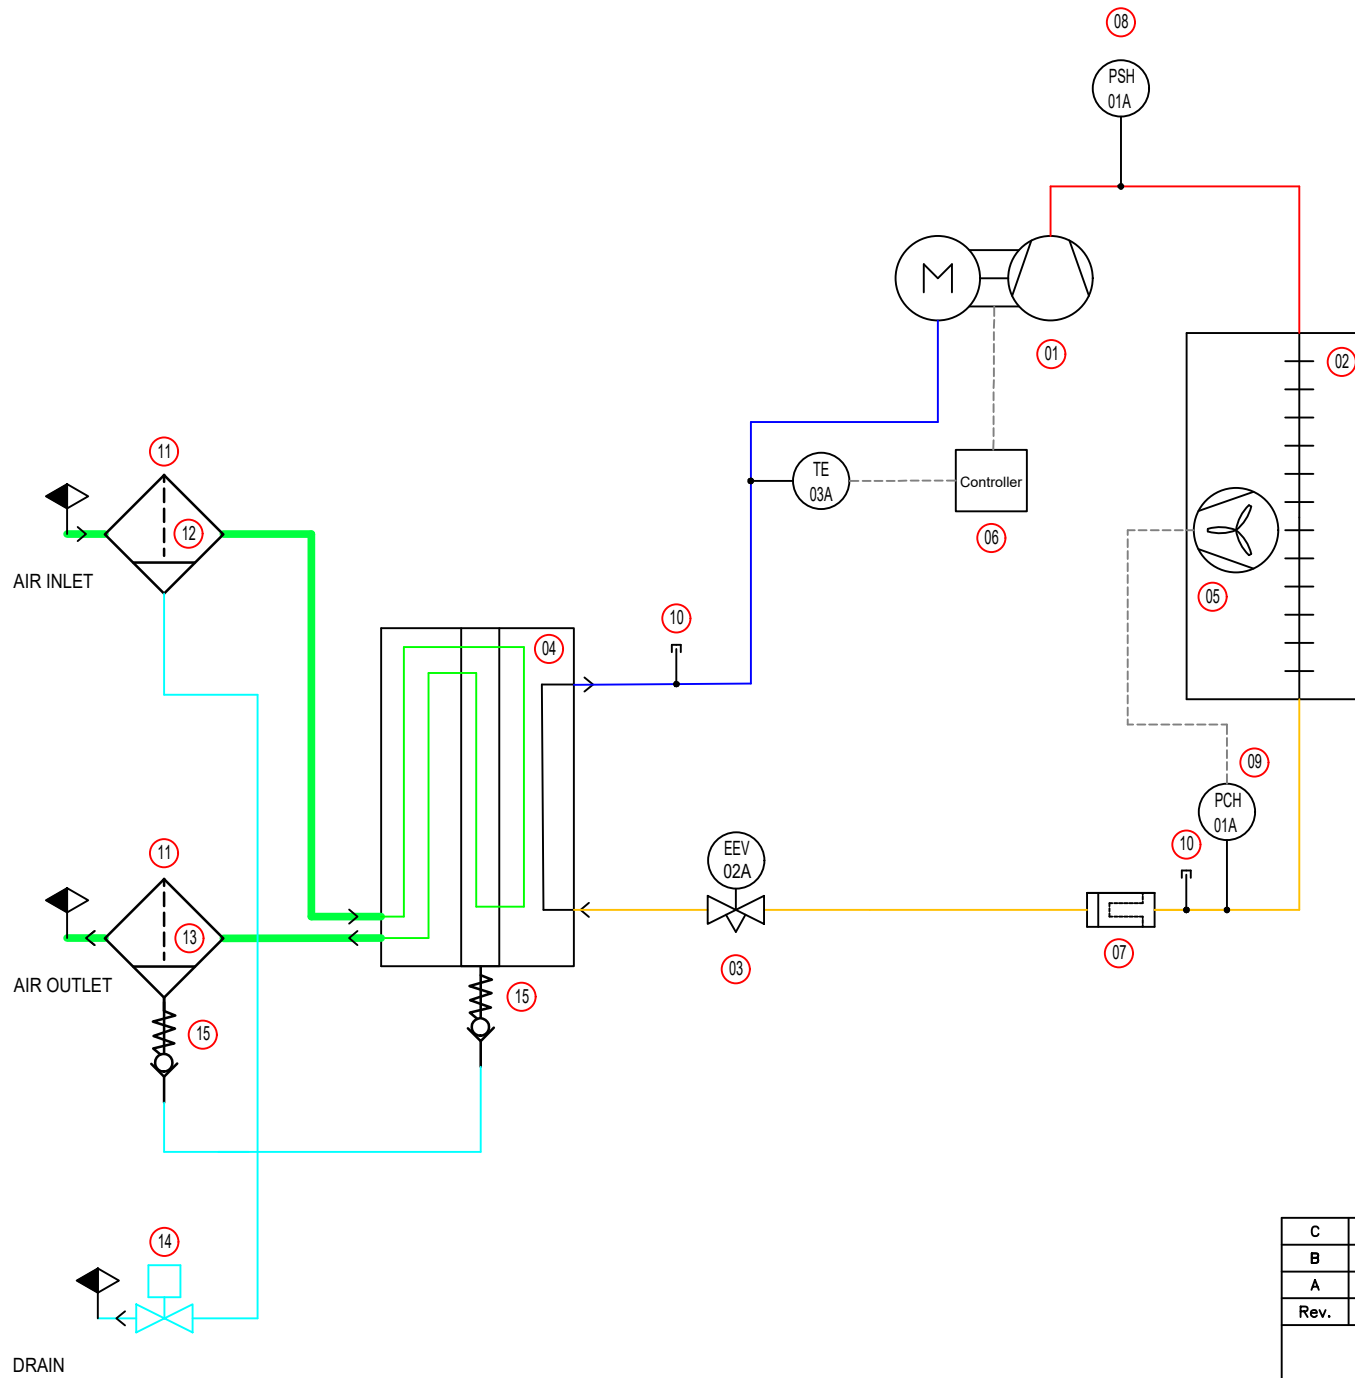 08
PSH
01A
M
01
02
11
TE
03A
Controller
12
06
AIR INLET
05
10
04
09
PCH
01A
10
11
EEV
02A
13
07
03
AIR OUTLET
15
15
14
C
B
A
Rev.
DRAIN